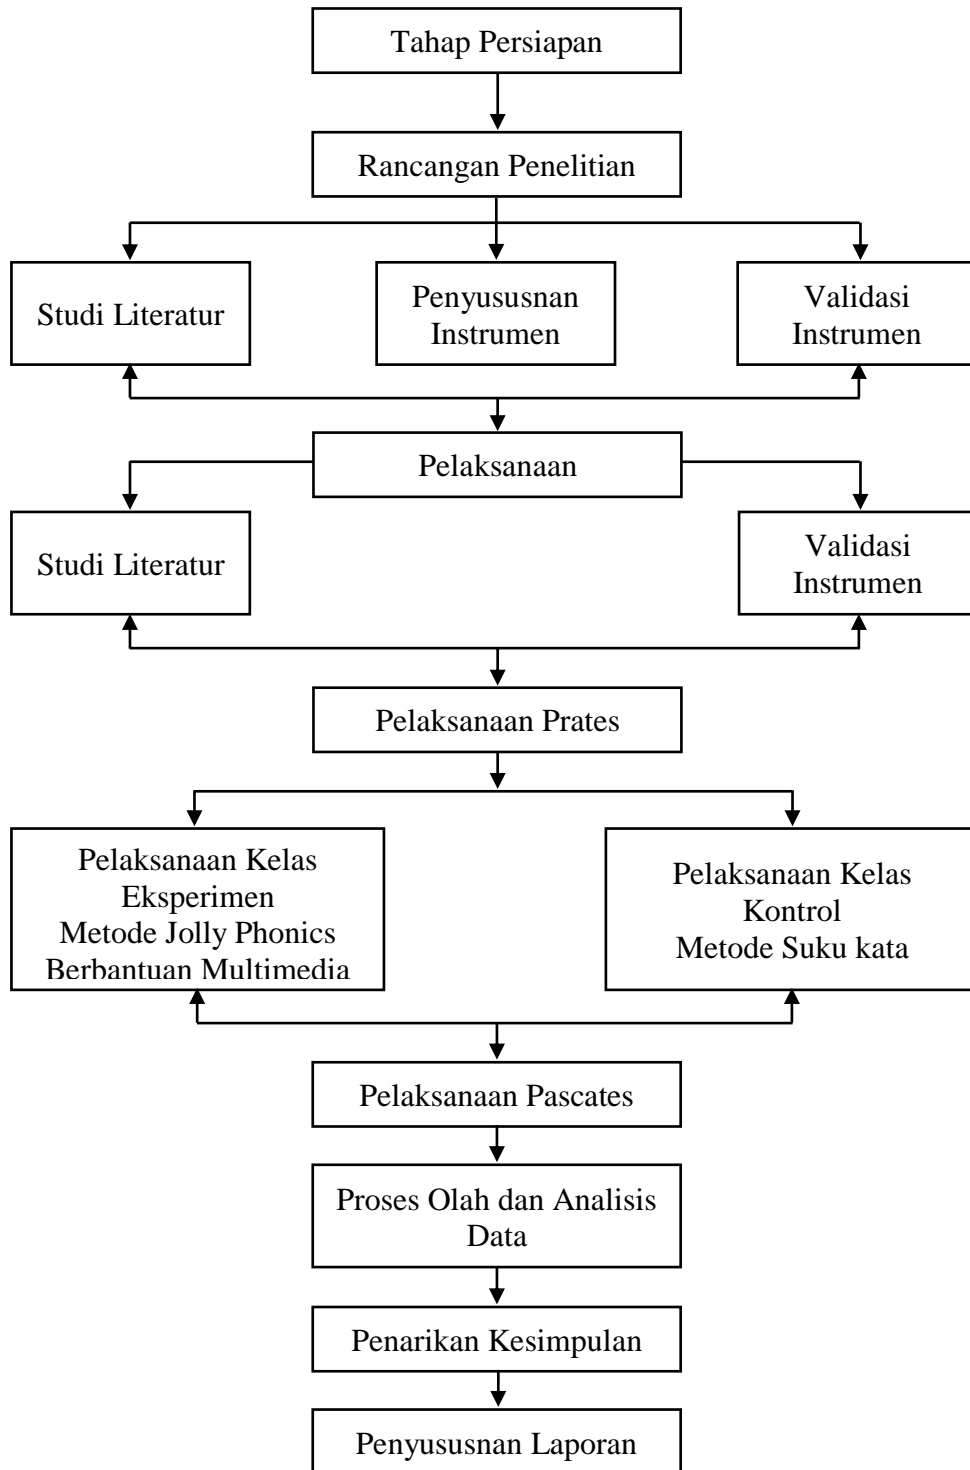 Tahap Persiapan
Rancangan Penelitian
Studi Literatur
Penyususnan
Instrumen
Validasi
Instrumen
Pelaksanaan
Studi Literatur
Validasi
Instrumen
Pelaksanaan Prates
Pelaksanaan Kelas
Eksperimen
Metode Jolly Phonics
Berbantuan Multimedia
Pelaksanaan Kelas
Kontrol
Metode Suku kata
Pelaksanaan Pascates
Proses Olah dan Analisis
Data
Penarikan Kesimpulan
Penyususnan Laporan